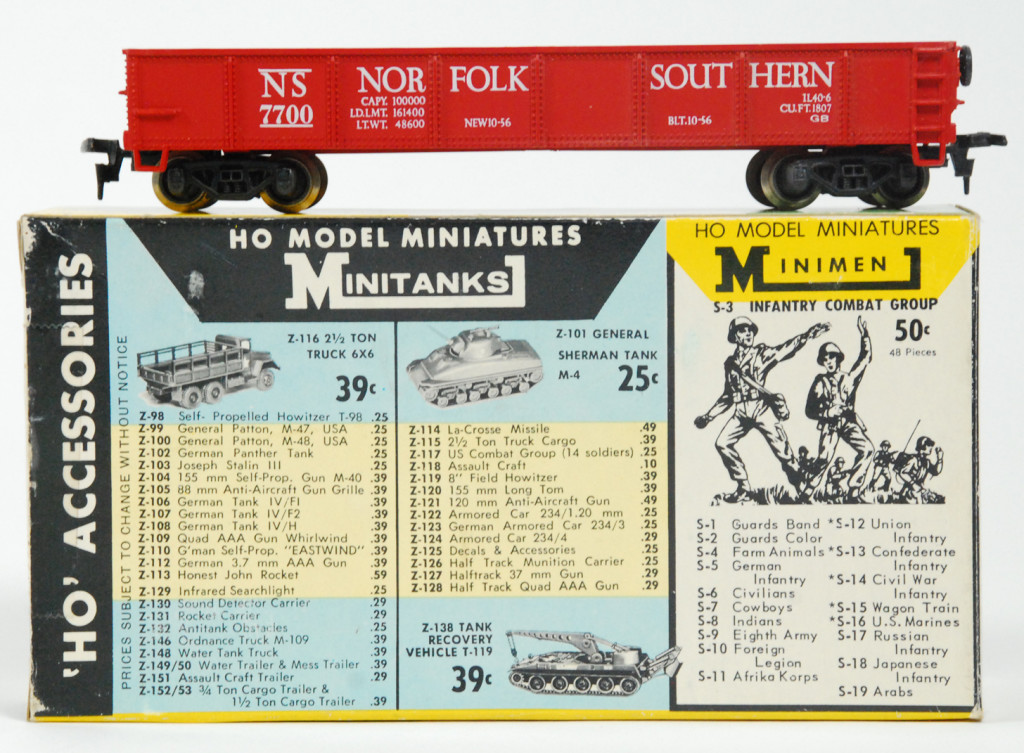 NS
7700
NOR FOLK
CAPY. 100000
LD.LMT. 161400
LT.WT. 48600
NEW 10-56
SOUT HERN
BLT.10-56
IL40-6
CU.FT.1807
GB
'HO' ACCESSORIES
PRICES SUBJECT TO CHANGE WITHOUT NOTICE
HO MODEL MINIATURES
MINITANKS
Z-116 2½ TON
TRUCK 6X6
39¢
Z-98 Self- Propelled Howitzer T-98 .25
Z-99 General Patton, M-47, USA .25
Z-100 General Patton, M-48, USA .25
Z-102 German Panther Tank .25
Z-103 Joseph Stalin III .25
Z-104 155 mm Self-Prop. Gun M-40 .39
Z-105 88 mm Anti-Aircraft Gun Grille .39
Z-106 German Tank IV/F1 .39
Z-107 German Tank IV/F2 .39
Z-108 German Tank IV/H .39
Z-109 Quad AAA Gun Whirlwind .39
Z-110 G'man Self-Prop. "EASTWIND" .39
Z-112 German 3.7 mm AAA Gun .39
Z-113 Honest John Rocket .59
Z-129 Infrared Searchlight .25
Z-130 Sound Detector Carrier .29
Z-131 Rocket Carrier .29
Z-132 Antitank Obstacles .25
Z-146 Ordnance Truck M-109 .39
Z-148 Water Tank Truck .39
Z-149/50 Water Trailer & Mess Trailer .39
Z-151 Assault Craft Trailer .29
Z-152/53 ¾ Ton Cargo Trailer &
1½ Ton Cargo Trailer .39
Z-101 GENERAL
SHERMAN TANK
M-4 25¢
Z-114 La-Crosse Missile .49
Z-115 2½ Ton Truck Cargo .39
Z-117 US Combat Group (14 soldiers) .25
Z-118 Assault Craft .10
Z-119 8" Field Howitzer .39
Z-120 155 mm Long Tom .39
Z-121 120 mm Anti-Aircraft Gun .49
Z-122 Armored Car 234/1.20 mm .25
Z-123 German Armored Car 234/3 .25
Z-124 Armored Car 234/4 .29
Z-125 Decals & Accessories .25
Z-126 Half Track Munition Carrier .25
Z-127 Halftrack 37 mm Gun .29
Z-128 Half Track Quad AAA Gun .29
Z-138 TANK
RECOVERY
VEHICLE T-119
39¢
HO MODEL MINIATURES
MINIMEN
S-3 INFANTRY COMBAT GROUP
50¢
48 Pieces
S-1 Guards Band
S-2 Guards Color
S-4 Farm Animals
S-5 German
Infantry
S-6 Civilians
S-7 Cowboys
S-8 Indians
S-9 Eighth Army
S-10 Foreign
Legion
S-11 Afrika Korps
*S-12 Union
Infantry
*S-13 Confederate
Infantry
*S-14 Civil War
Infantry
*S-15 Wagon Train
*S-16 U.S. Marines
S-17 Russian
Infantry
S-18 Japanese
Infantry
S-19 Arabs